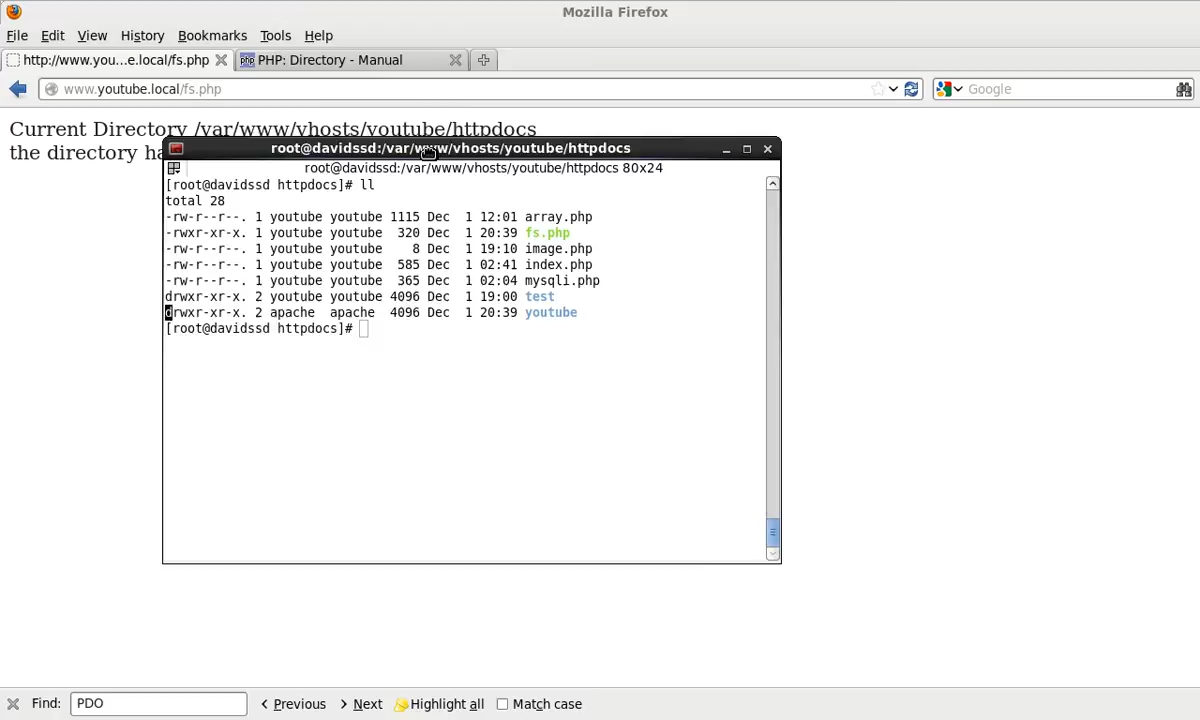 Mozilla Firefox
File Edit View History Bookmarks Tools Help
http://www.you...e.local/fs.php
php PHP: Directory - Manual
www.youtube.local/fs.php
Google
Current Directory /var/www/vhosts/youtube/httpdocs
the directory ha
root@davidssd:/var/www/vhosts/youtube/httpdocs
root@davidssd:/var/www/vhosts/youtube/httpdocs 80x24
[root@davidssd httpdocs]# ll
total 28
-rw-r--r--. 1 youtube youtube 1115 Dec  1 12:01 array.php
-rwxr-xr-x. 1 youtube youtube  320 Dec  1 20:39 fs.php
-rw-r--r--. 1 youtube youtube    8 Dec  1 19:10 image.php
-rw-r--r--. 1 youtube youtube  585 Dec  1 02:41 index.php
-rw-r--r--. 1 youtube youtube  365 Dec  1 02:04 mysqli.php
drwxr-xr-x. 2 youtube youtube 4096 Dec  1 19:00 test
drwxr-xr-x. 2 apache  apache  4096 Dec  1 20:39 youtube
[root@davidssd httpdocs]#
Find: PDO Previous Next Highlight all Match case